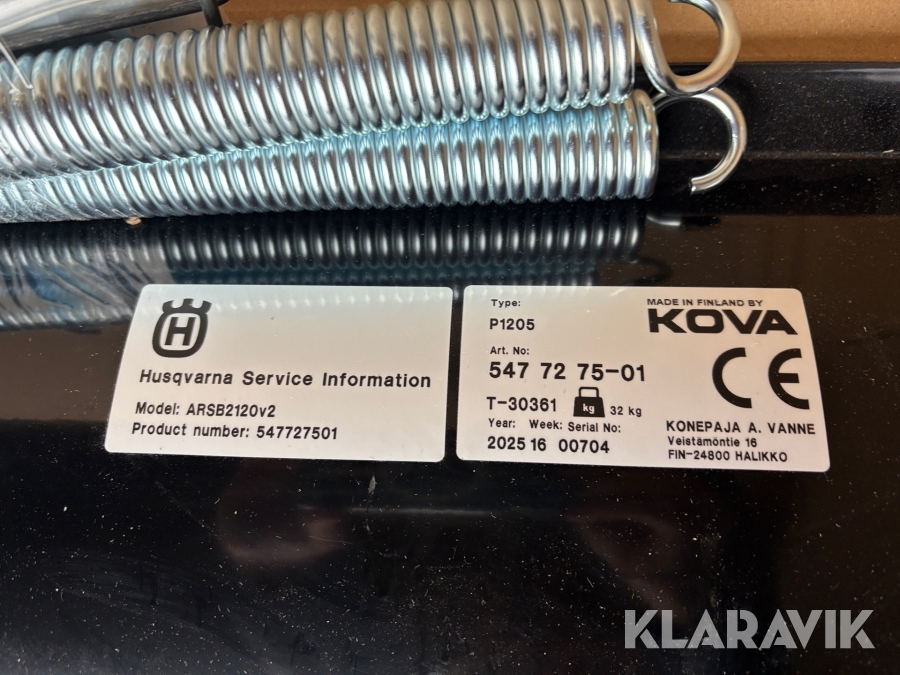 H
Husqvarna Service Information
Model: ARSB2120v2
Product number: 547727501
Type:
P1205
Art. No:
547 72 75-01
T-30361 kg 32 kg
Year: Week: Serial No:
2025 16 00704
MADE IN FINLAND BY
KOVA
CE
KONEPAJA A. VANNE
Veistämöntie 16
FIN-24800 HALIKKO
KLARAVIK